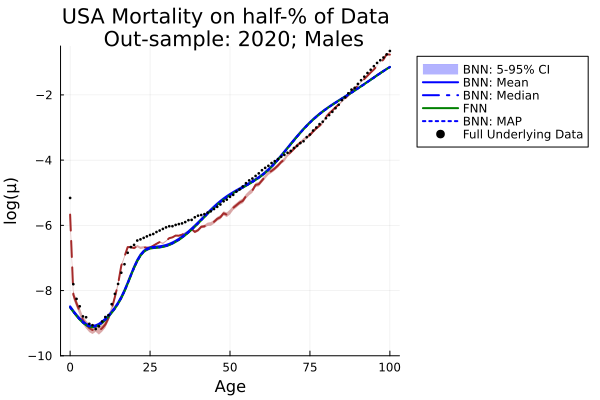 USA Mortality on half-% of Data
Out-sample: 2020; Males
BNN: 5-95% CI
BNN: Mean
BNN: Median
FNN
BNN: MAP
Full Underlying Data
log(μ)
−2
−4
−6
−8
−10
0
25
50
75
100
Age